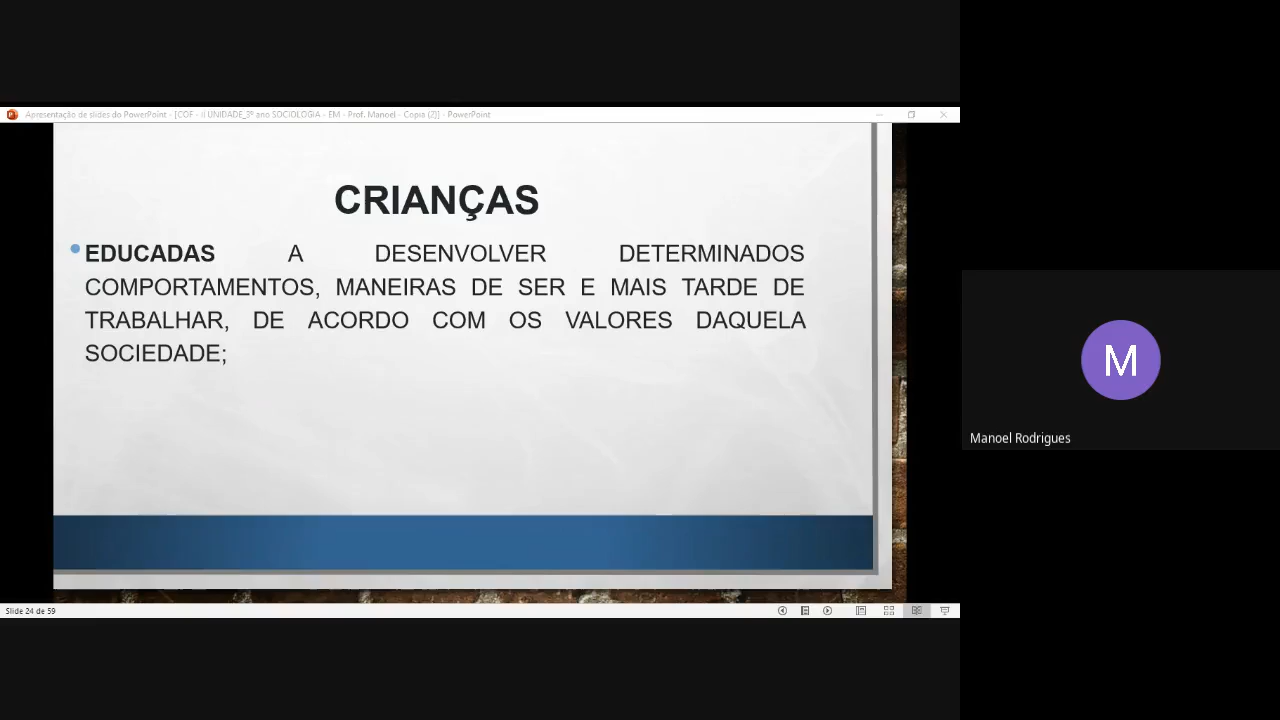 Apresentação de slides do PowerPoint - [COF - II UNIDADE_3º ano SOCIOLOGIA - EM - Prof. Manoel - Copia (2)] - PowerPoint
CRIANÇAS
EDUCADAS A DESENVOLVER DETERMINADOS
COMPORTAMENTOS, MANEIRAS DE SER E MAIS TARDE DE
TRABALHAR, DE ACORDO COM OS VALORES DAQUELA
SOCIEDADE;
M
Manoel Rodrigues
Slide 24 de 59